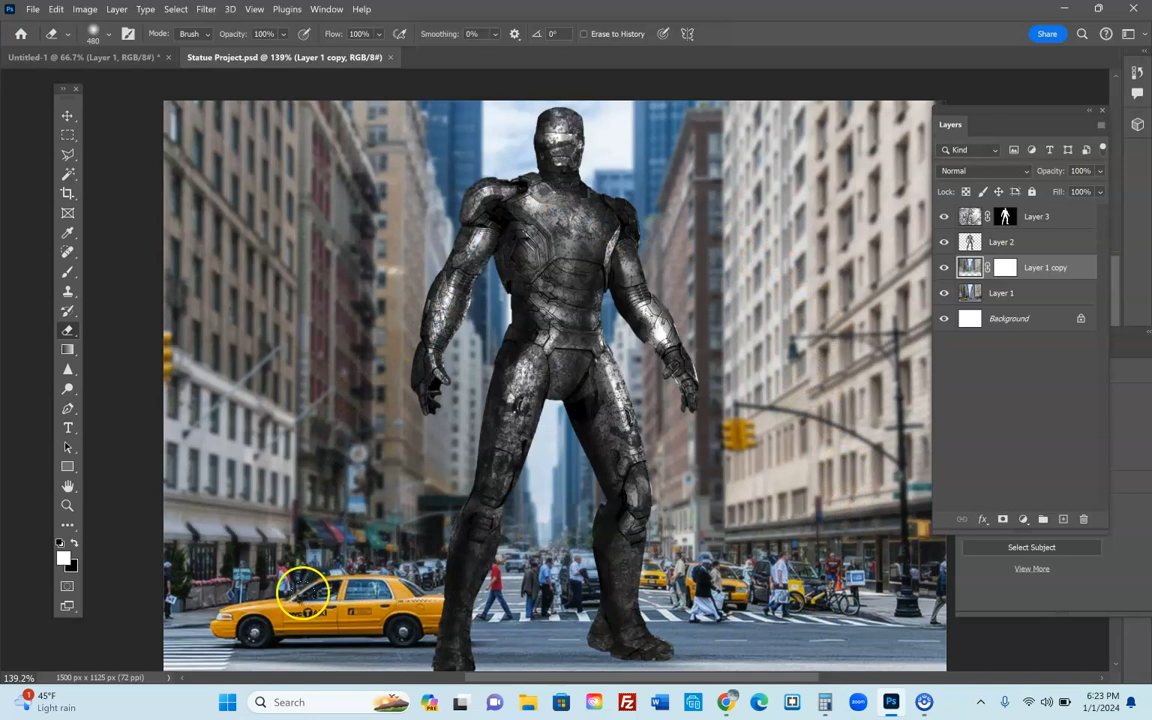 File Edit Image Layer Type Select Filter 3D View Plugins Window Help
480 Mode: Brush Opacity: 100% Flow: 100% Smoothing: 0% 0° Erase to History Share
Untitled-1 @ 66.7% (Layer 1, RGB/8#) * × Statue Project.psd @ 139% (Layer 1 copy, RGB/8#) ×
Layers
Kind
Normal Opacity: 100%
Lock: Fill: 100%
Layer 3
Layer 2
Layer 1 copy
Layer 1
Background
fx
Select Subject
View More
TAXI
139.2% 1500 px x 1125 px (72 ppi)
45°F
Light rain
Search
6:23 PM
1/1/2024